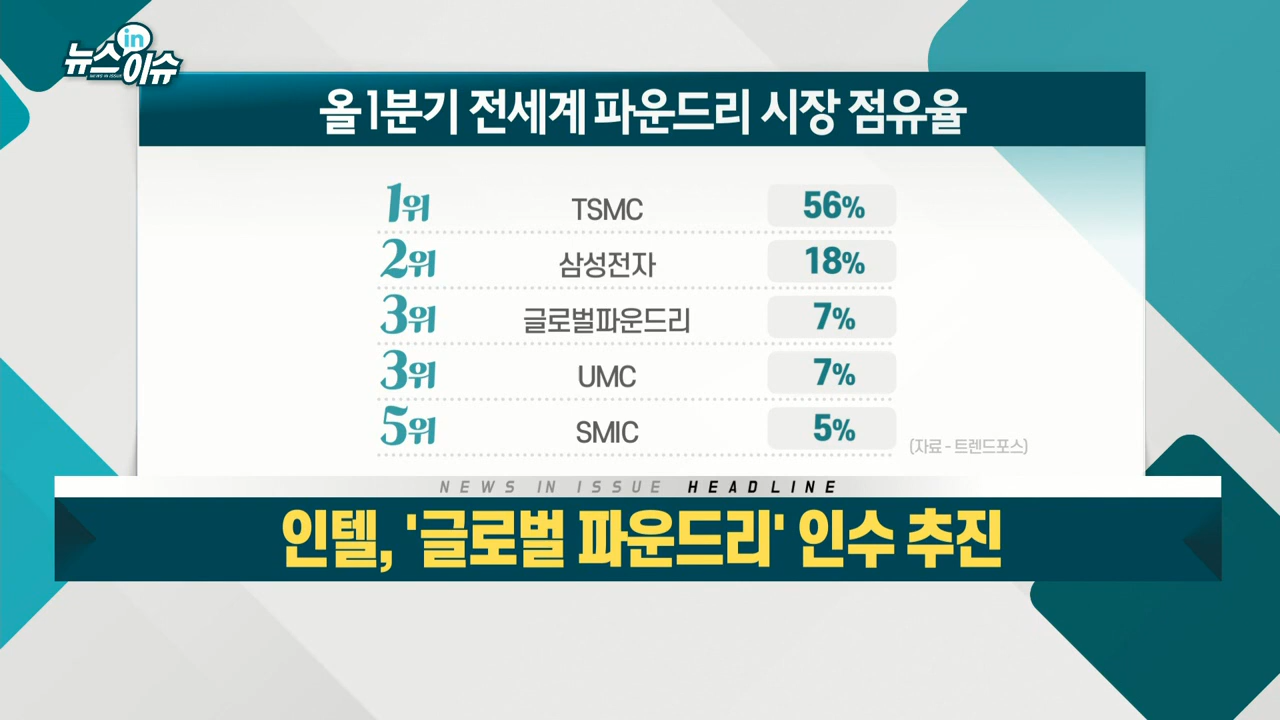 뉴스in이슈
NEWS IN ISSUE
올 1분기 전세계 파운드리 시장 점유율
1위 TSMC 56%
2위 삼성전자 18%
3위 글로벌파운드리 7%
3위 UMC 7%
5위 SMIC 5%
(자료 - 트렌드포스)
NEWS IN ISSUE HEADLINE
인텔, '글로벌 파운드리' 인수 추진